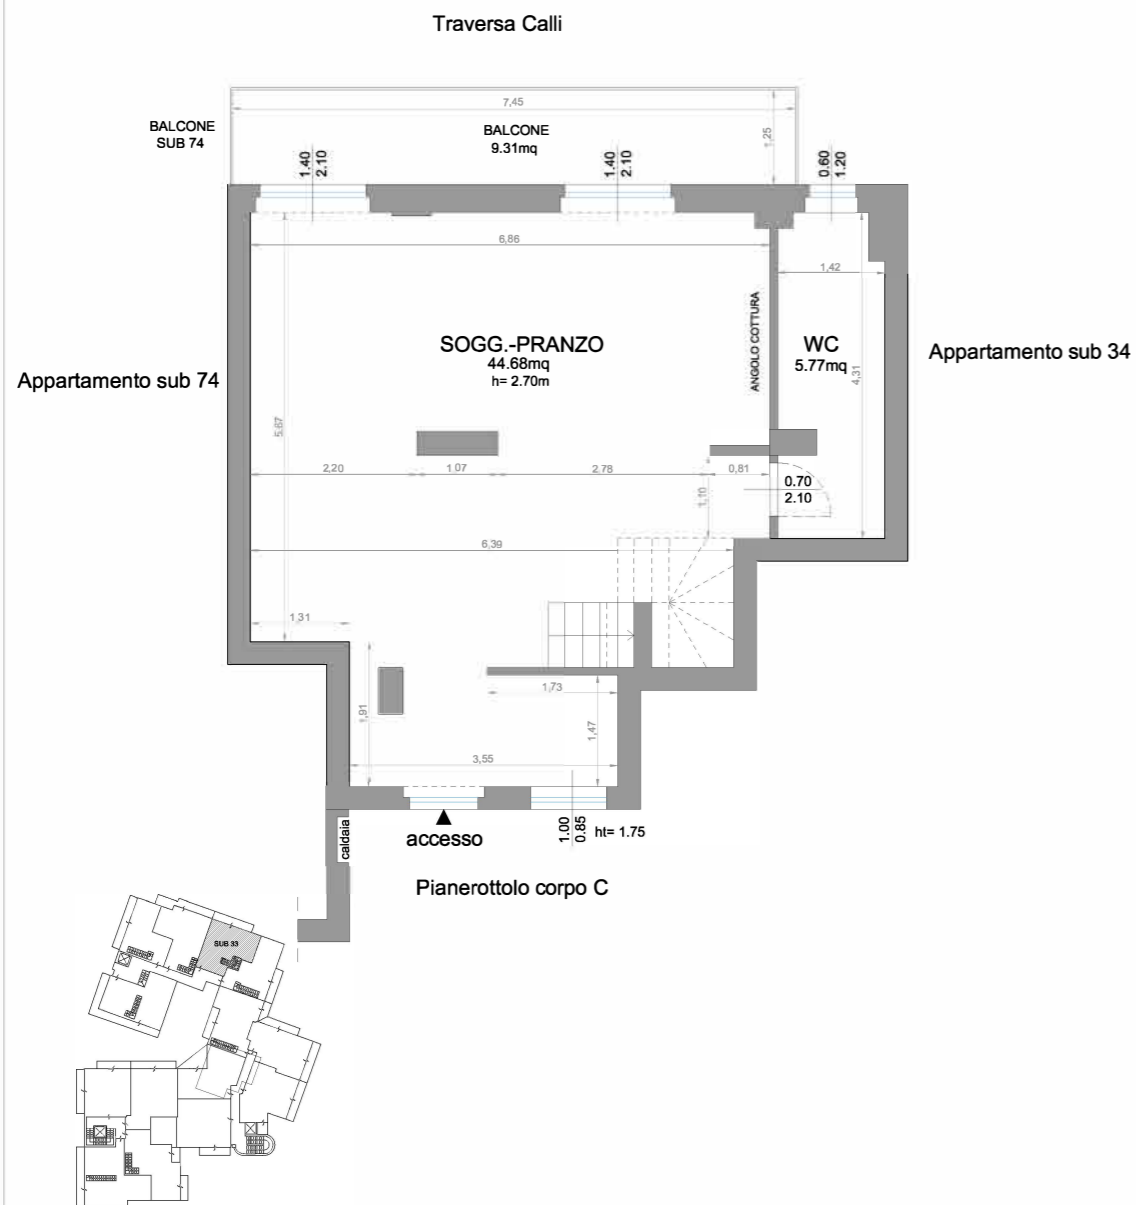 Traversa Calli
7,45
BALCONE
SUB 74
BALCONE
9.31mq
1,25
1.40
2.10
1.40
2.10
0.60
1.20
6,86
1,42
ANGOLO COTTURA
SOGG.-PRANZO
44.68mq
h= 2.70m
WC
5.77mq
4,31
Appartamento sub 74
Appartamento sub 34
5.67
2,20
1.07
2.78
0,81
1,10
0.70
2.10
6,39
1,31
1,91
1,73
1,47
3,55
caldaia
accesso
1.00
0.85
ht= 1.75
Pianerottolo corpo C
SUB 33